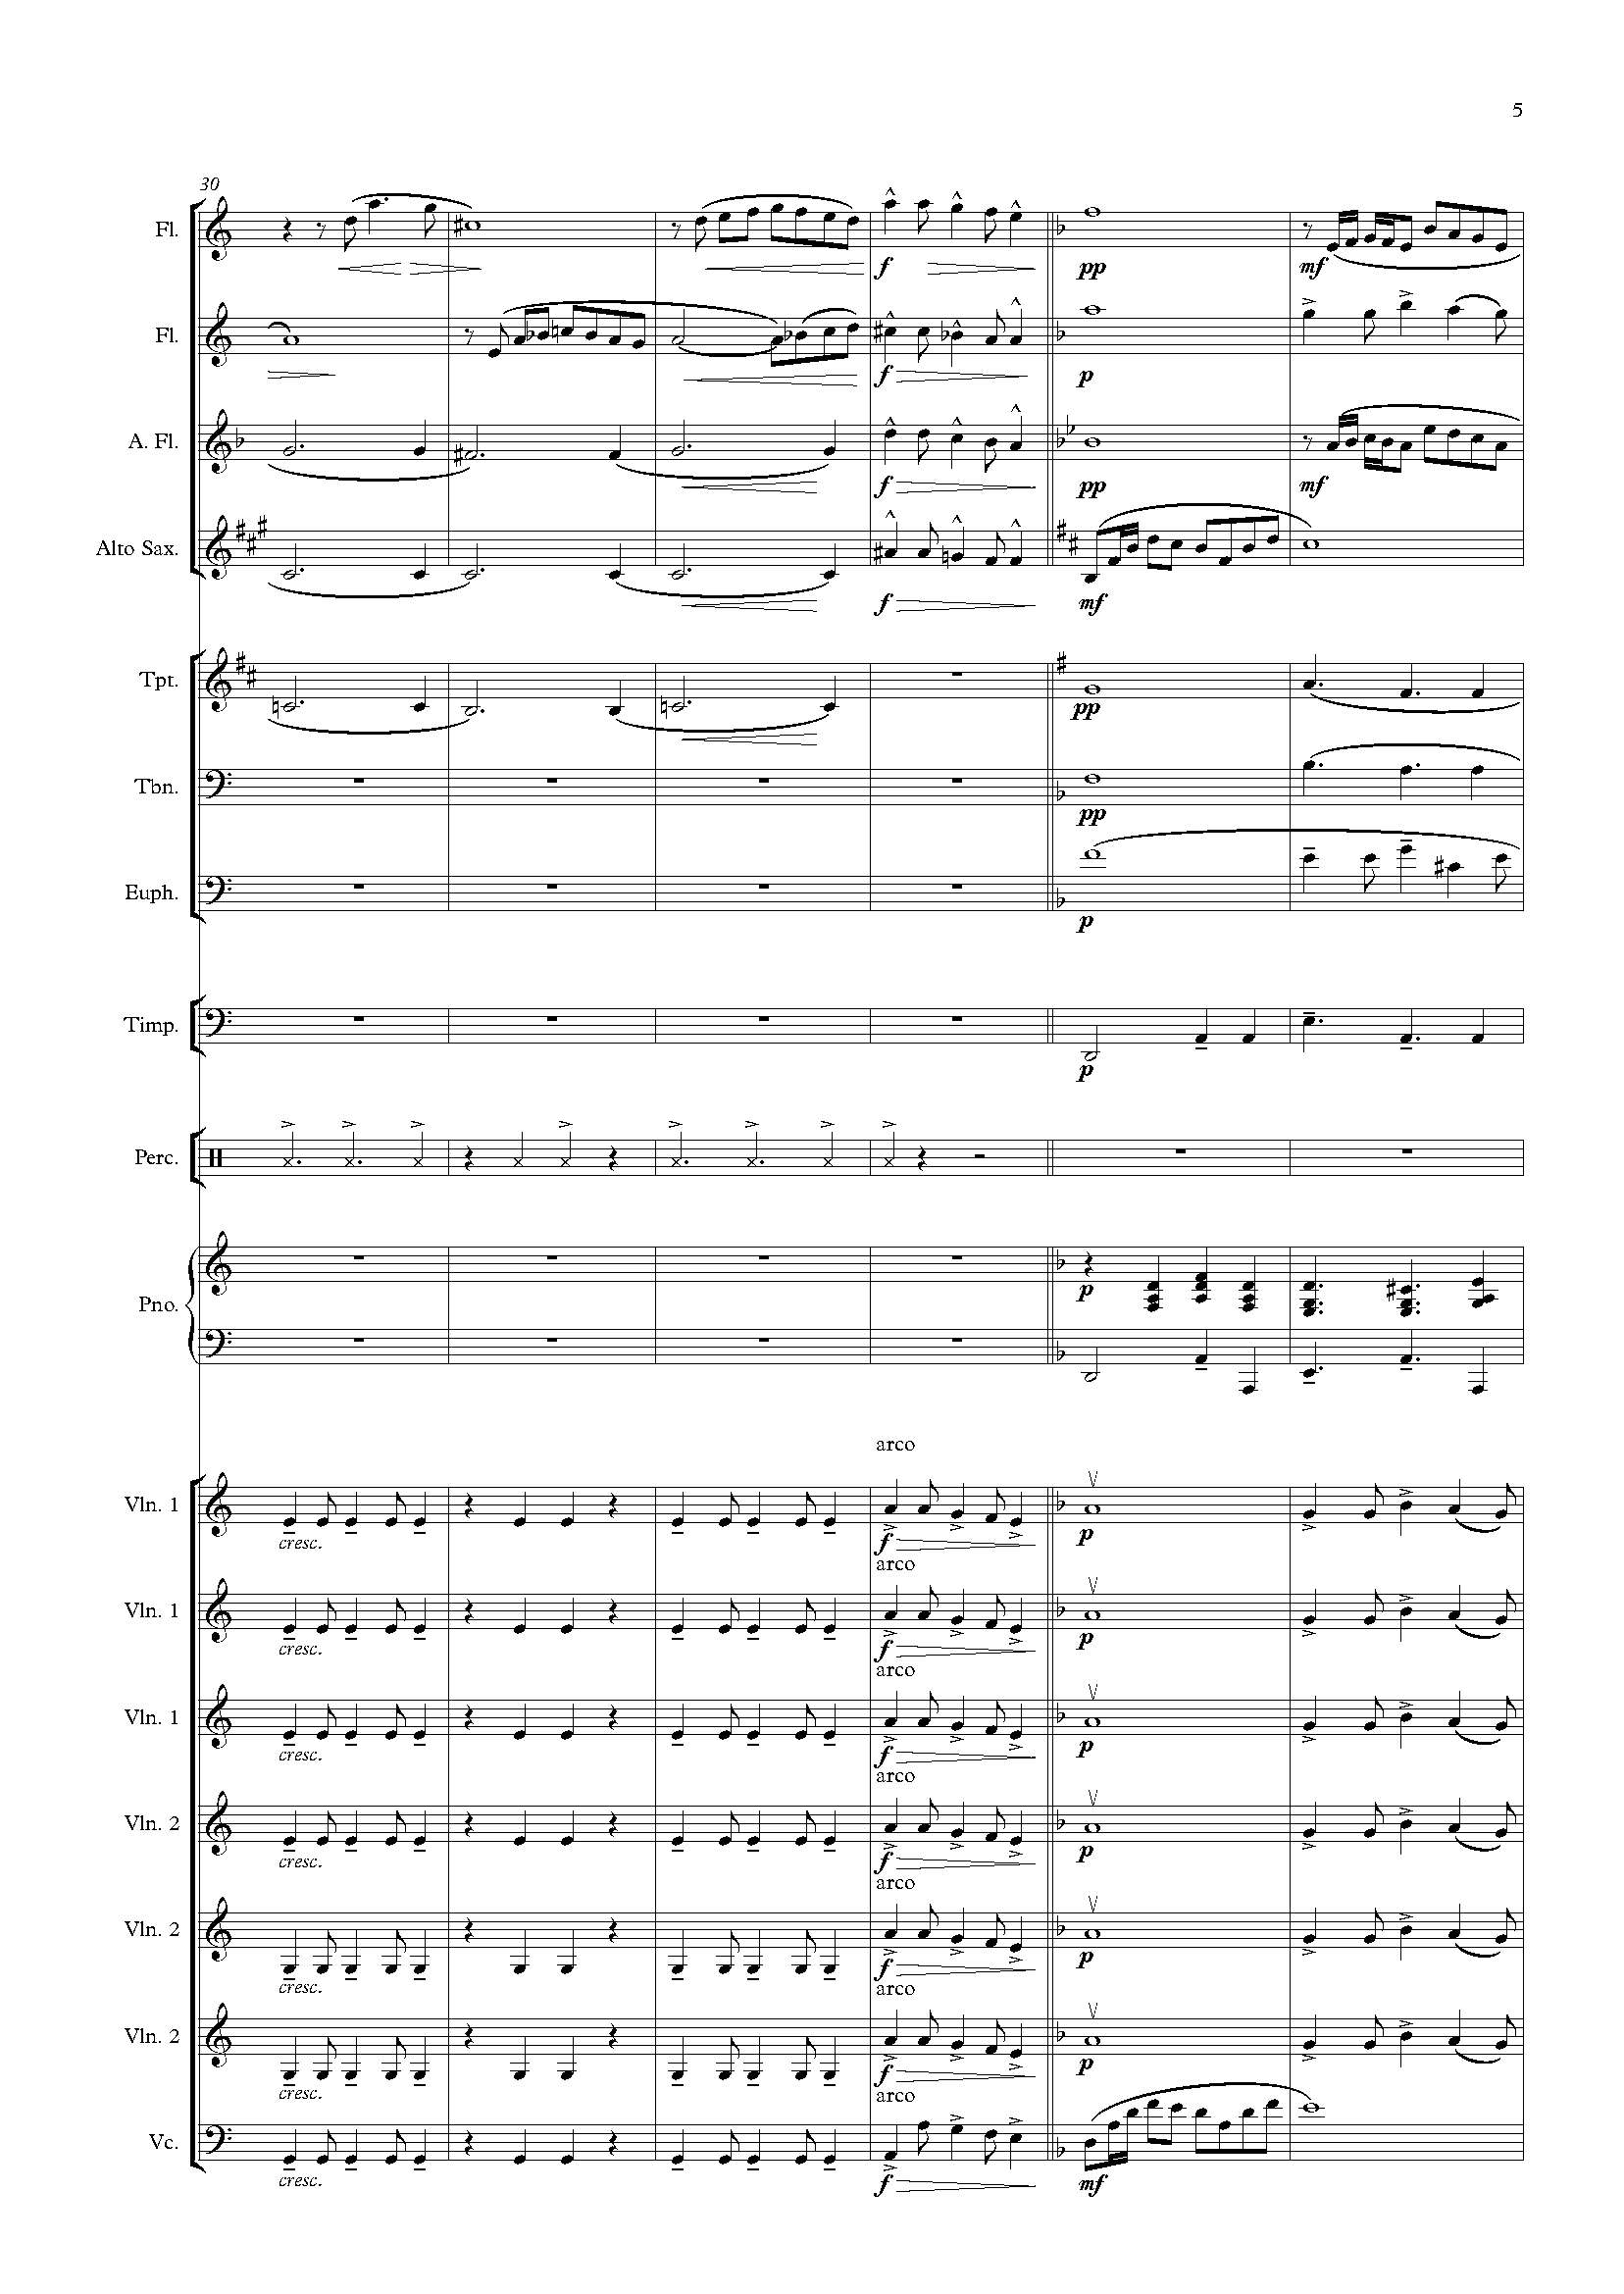 5
30
Fl.
f
pp
mf
Fl.
f
p
A. Fl.
f
pp
mf
Alto Sax.
f
mf
Tpt.
pp
Tbn.
pp
Euph.
p
Timp.
p
Perc.
Pno.
p
arco
Vln. 1
cresc.
f
p
arco
Vln. 1
cresc.
f
p
arco
Vln. 1
cresc.
f
p
arco
Vln. 2
cresc.
f
p
arco
Vln. 2
cresc.
f
p
arco
Vln. 2
cresc.
f
p
arco
Vc.
cresc.
f
mf